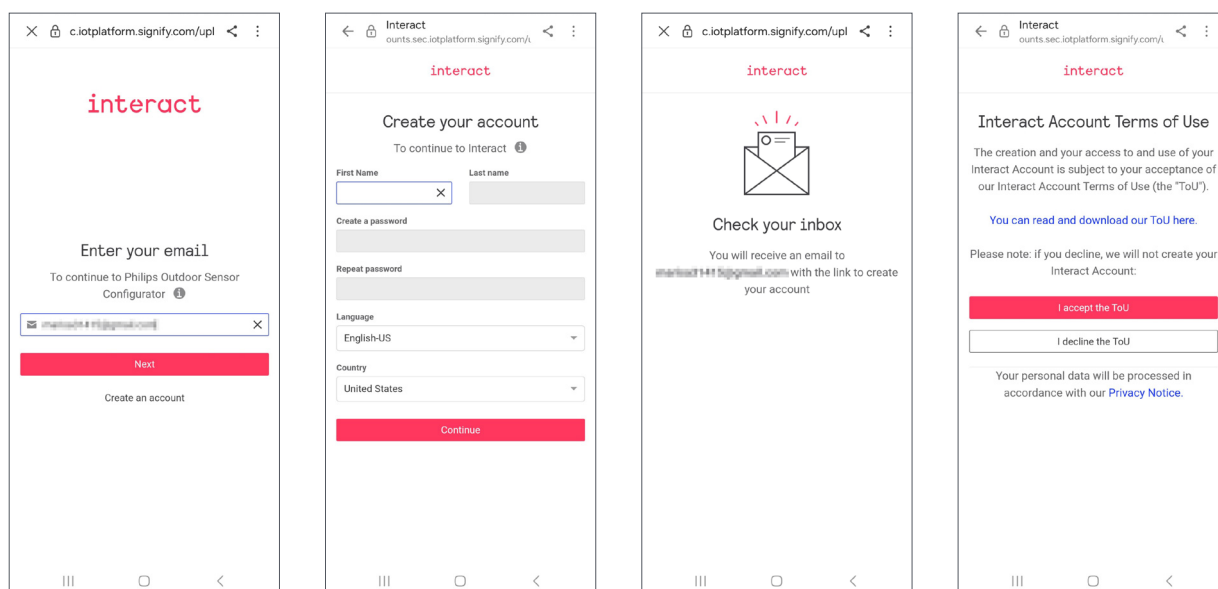 c.iotplatform.signify.com/upl
interact
Enter your email
To continue to Philips Outdoor Sensor
Configurator
Next
Create an account
Interact
ounts.sec.iotplatform.signify.com/u
interact
Create your account
To continue to Interact
First Name
Last name
Create a password
Repeat password
Language
English-US
Country
United States
Continue
c.iotplatform.signify.com/upl
interact
Check your inbox
You will receive an email to
with the link to create
your account
Interact
ounts.sec.iotplatform.signify.com/u
interact
Interact Account Terms of Use
The creation and your access to and use of your
Interact Account is subject to your acceptance of
our Interact Account Terms of Use (the "ToU").
You can read and download our ToU here.
Please note: if you decline, we will not create your
Interact Account:
I accept the ToU
I decline the ToU
Your personal data will be processed in
accordance with our Privacy Notice.